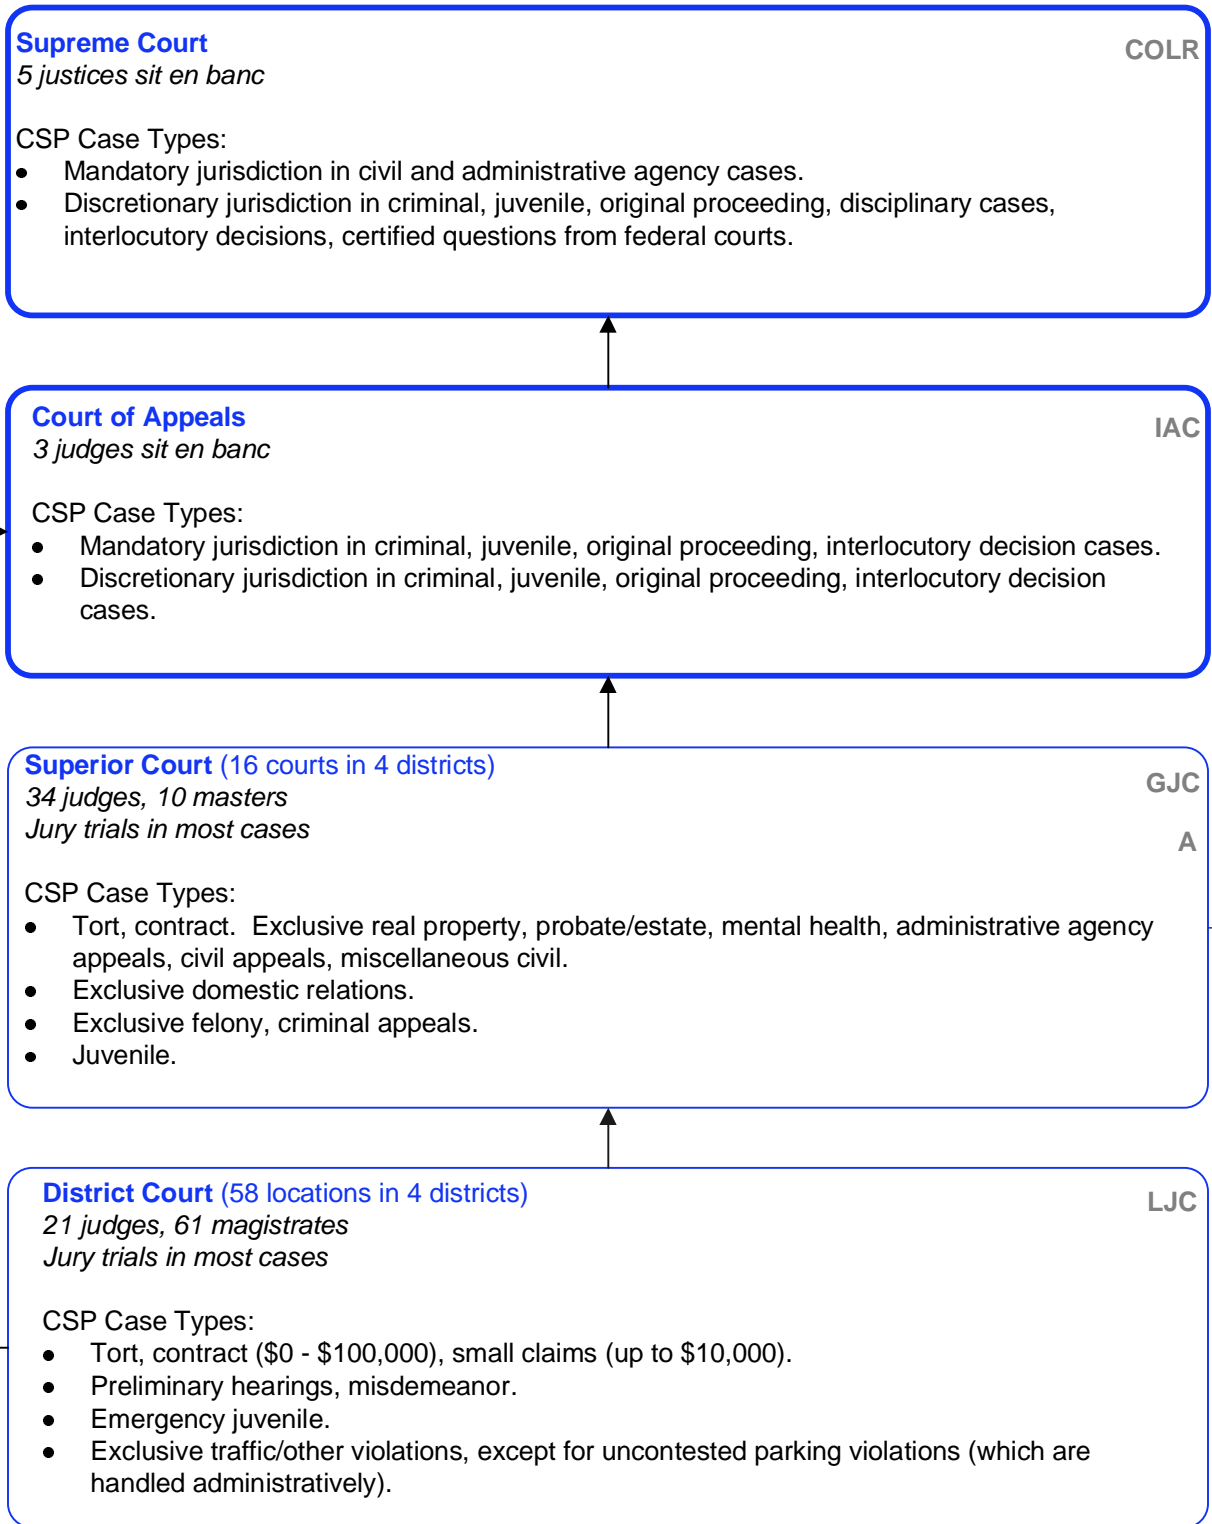 Supreme Court
COLR
5 justices sit en banc
CSP Case Types:
• Mandatory jurisdiction in civil and administrative agency cases.
• Discretionary jurisdiction in criminal, juvenile, original proceeding, disciplinary cases,
interlocutory decisions, certified questions from federal courts.
Court of Appeals
IAC
3 judges sit en banc
CSP Case Types:
• Mandatory jurisdiction in criminal, juvenile, original proceeding, interlocutory decision cases.
• Discretionary jurisdiction in criminal, juvenile, original proceeding, interlocutory decision
cases.
Superior Court (16 courts in 4 districts)
GJC
34 judges, 10 masters
Jury trials in most cases
A
CSP Case Types:
• Tort, contract.  Exclusive real property, probate/estate, mental health, administrative agency
appeals, civil appeals, miscellaneous civil.
• Exclusive domestic relations.
• Exclusive felony, criminal appeals.
• Juvenile.
District Court (58 locations in 4 districts)
LJC
21 judges, 61 magistrates
Jury trials in most cases
CSP Case Types:
• Tort, contract ($0 - $100,000), small claims (up to $10,000).
• Preliminary hearings, misdemeanor.
• Emergency juvenile.
• Exclusive traffic/other violations, except for uncontested parking violations (which are
handled administratively).